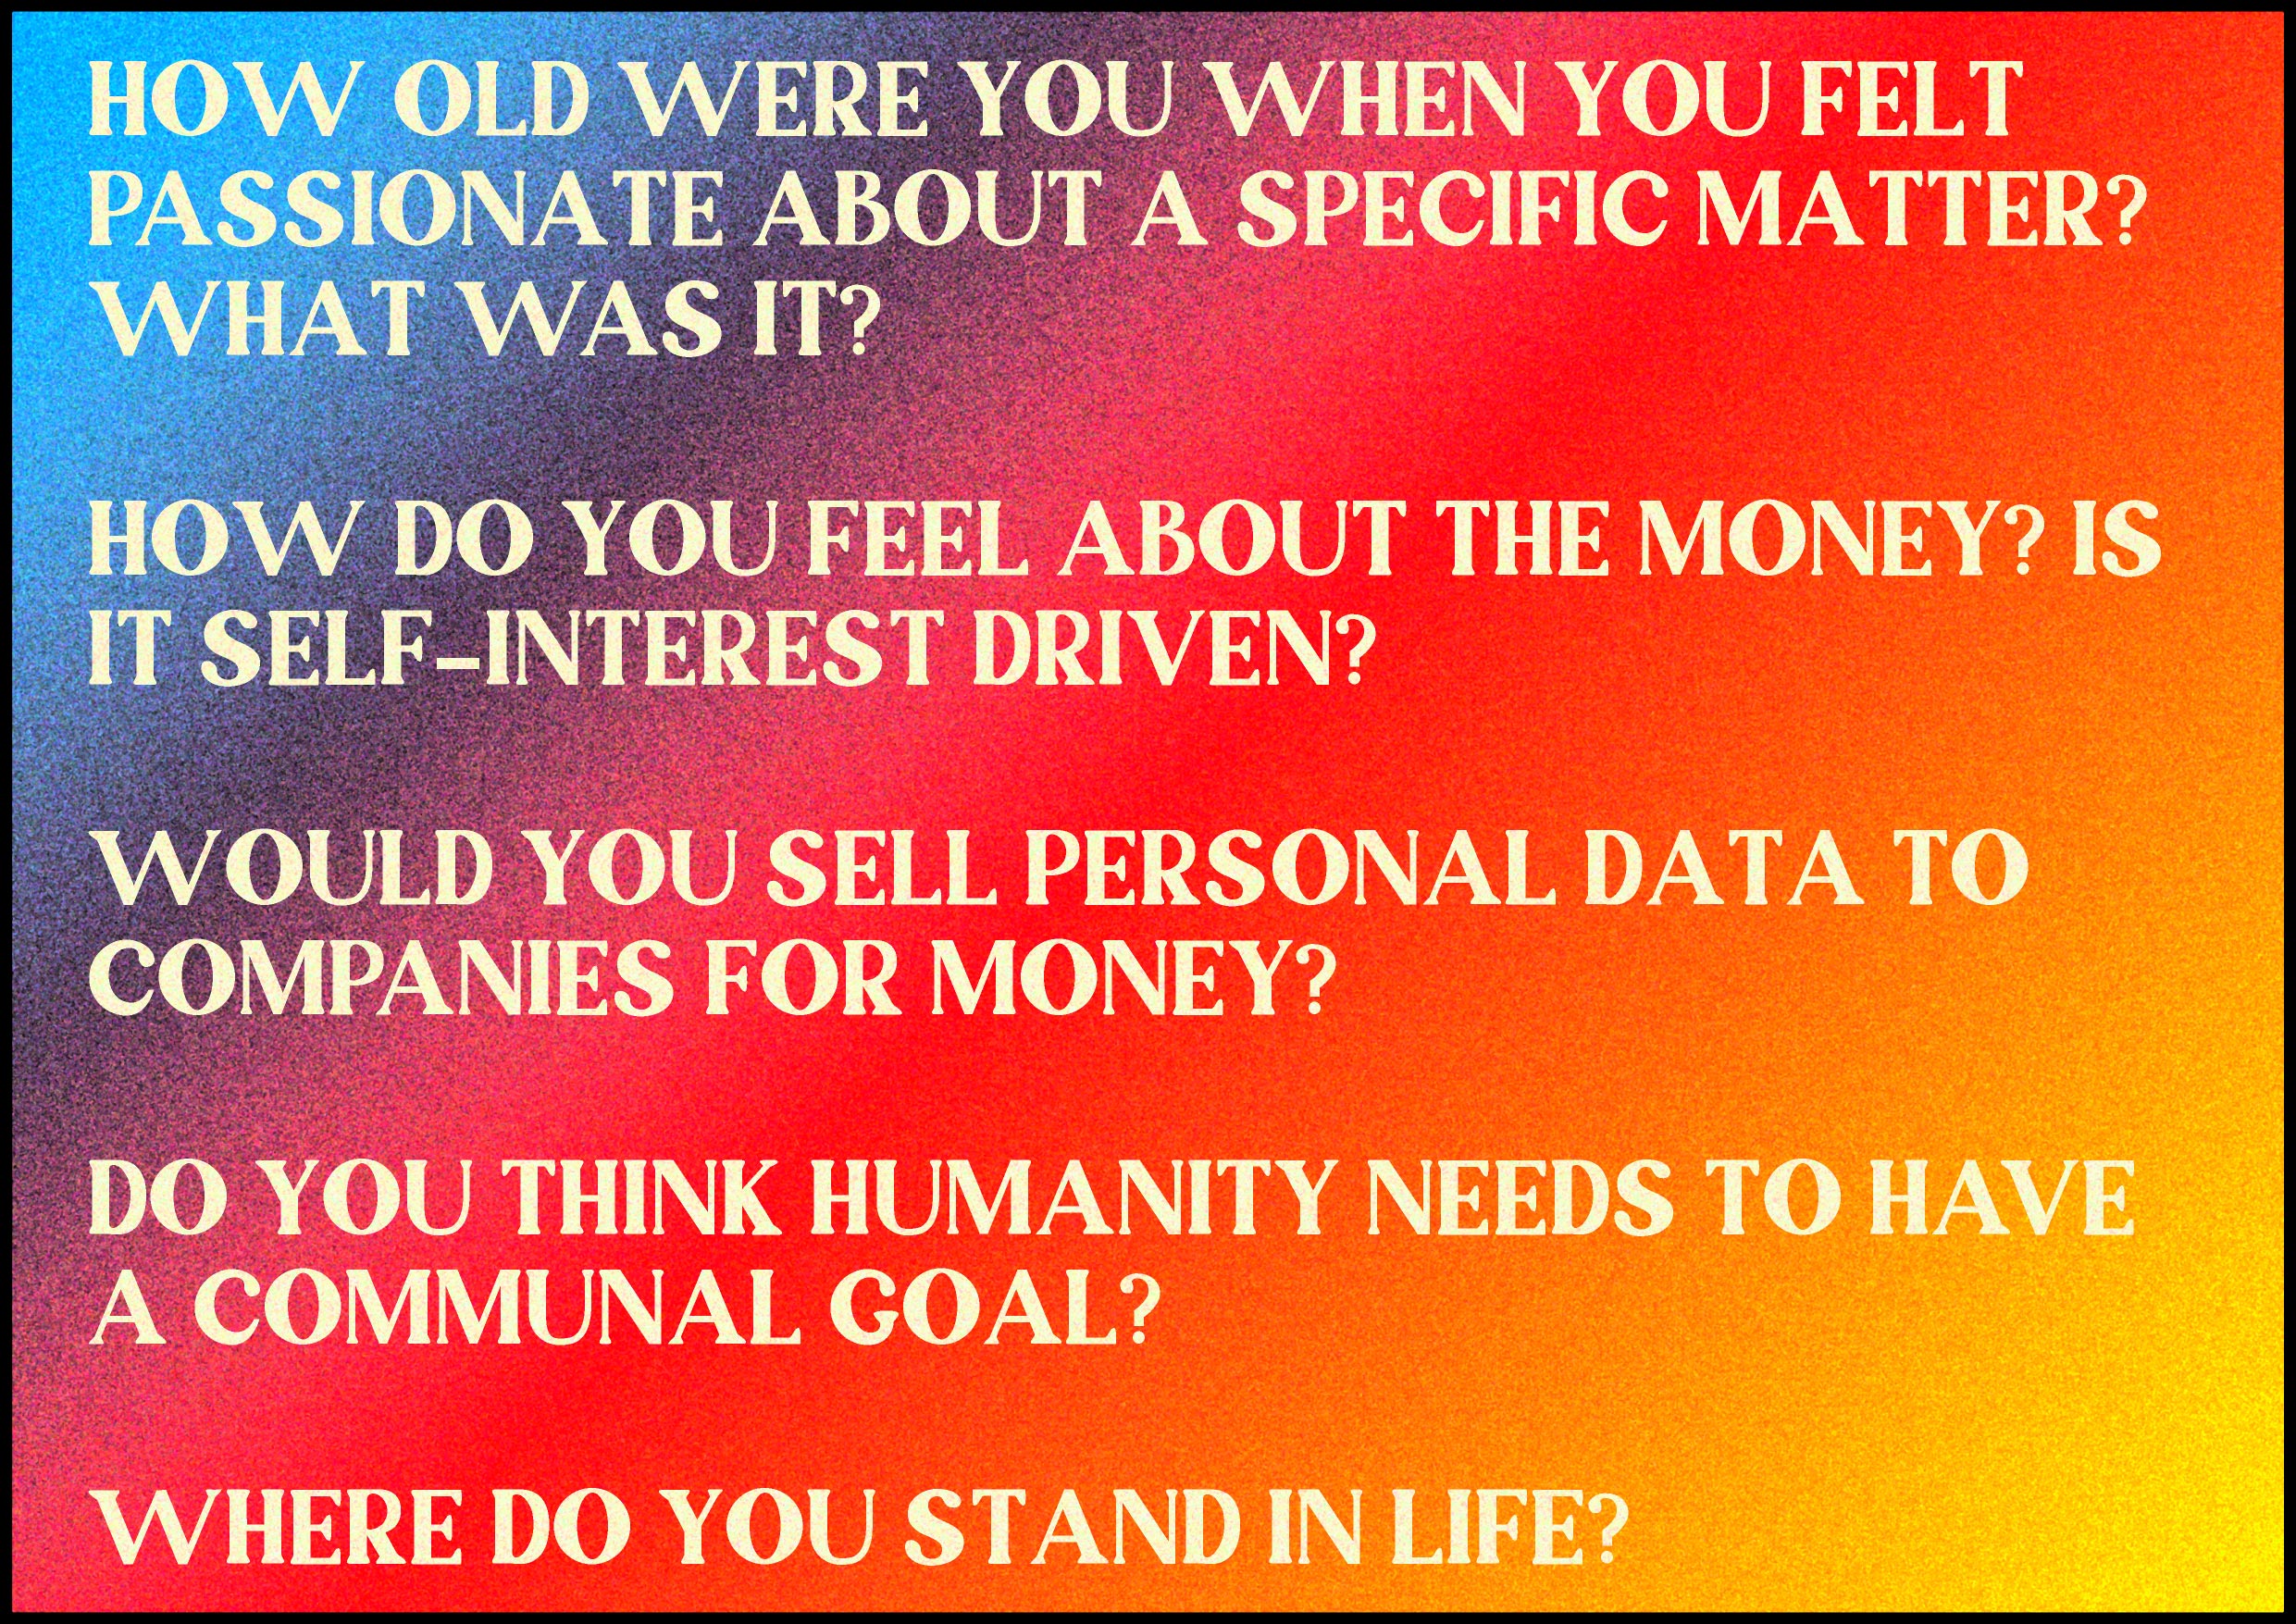 HOW OLD WERE YOU WHEN YOU FELT
PASSIONATE ABOUT A SPECIFIC MATTER?
WHAT WAS IT?
HOW DO YOU FEEL ABOUT THE MONEY? IS
IT SELF-INTEREST DRIVEN?
WOULD YOU SELL PERSONAL DATA TO
COMPANIES FOR MONEY?
DO YOU THINK HUMANITY NEEDS TO HAVE
A COMMUNAL GOAL?
WHERE DO YOU STAND IN LIFE?